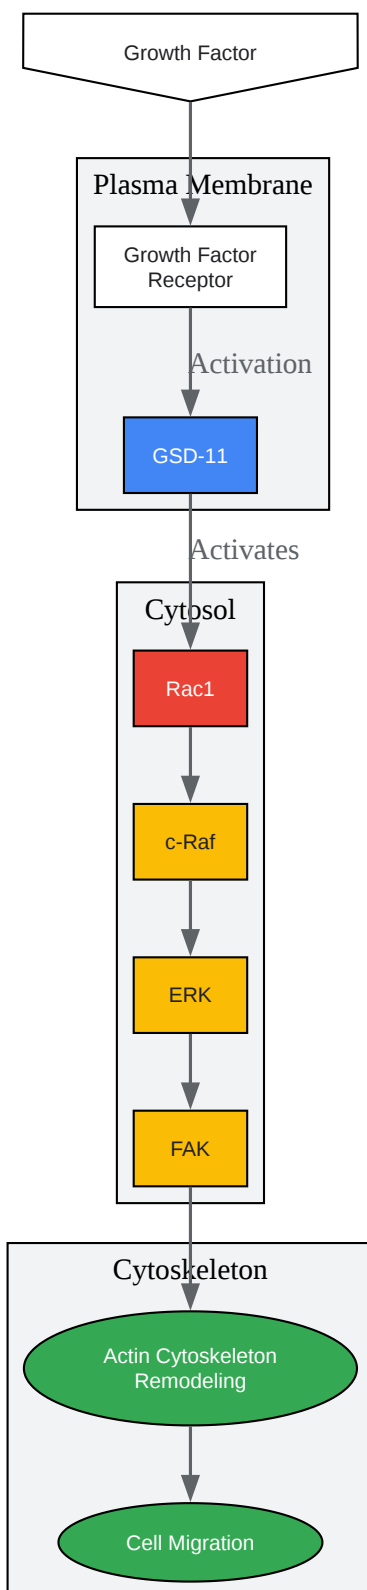 Growth Factor
Plasma Membrane
Growth Factor
Receptor
Activation
GSD-11
Activates
Cytosol
Rac1
c-Raf
ERK
FAK
Cytoskeleton
Actin Cytoskeleton
Remodeling
Cell Migration